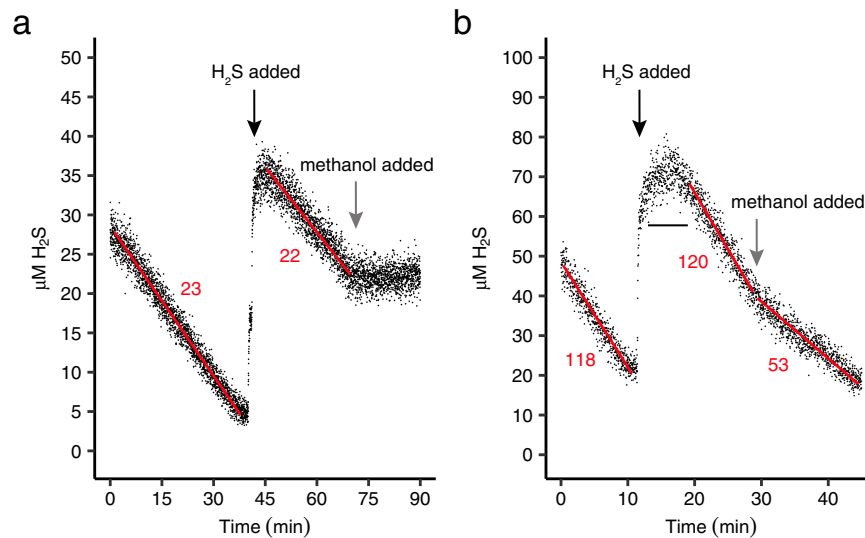 a
H₂S added
methanol added
μM H₂S
50
45
40
35
30
25
20
15
10
5
0
23
22
0 15 30 45 60 75 90
Time (min)
b
H₂S added
methanol added
μM H₂S
100
90
80
70
60
50
40
30
20
10
0
118
120
53
0 10 20 30 40
Time (min)